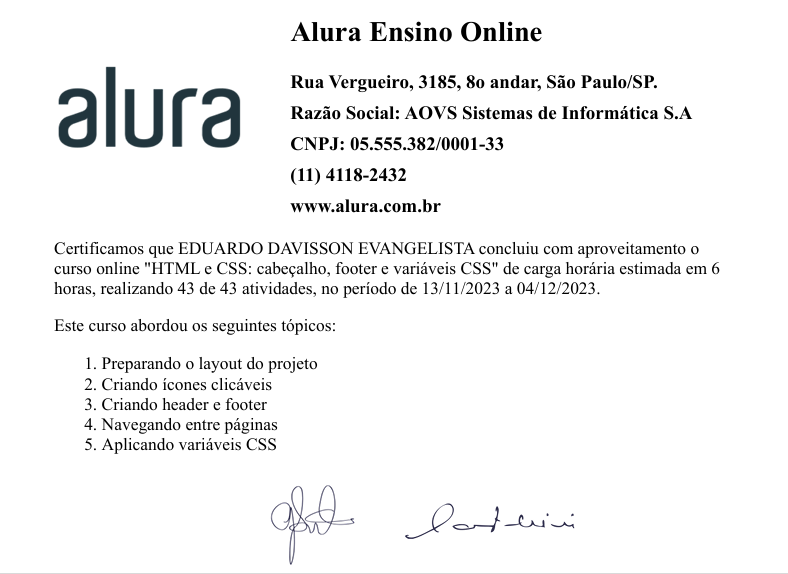 Alura Ensino Online
alura
Rua Vergueiro, 3185, 8o andar, São Paulo/SP.
Razão Social: AOVS Sistemas de Informática S.A
CNPJ: 05.555.382/0001-33
(11) 4118-2432
www.alura.com.br
Certificamos que EDUARDO DAVISSON EVANGELISTA concluiu com aproveitamento o
curso online "HTML e CSS: cabeçalho, footer e variáveis CSS" de carga horária estimada em 6
horas, realizando 43 de 43 atividades, no período de 13/11/2023 a 04/12/2023.
Este curso abordou os seguintes tópicos:
1. Preparando o layout do projeto
2. Criando ícones clicáveis
3. Criando header e footer
4. Navegando entre páginas
5. Aplicando variáveis CSS